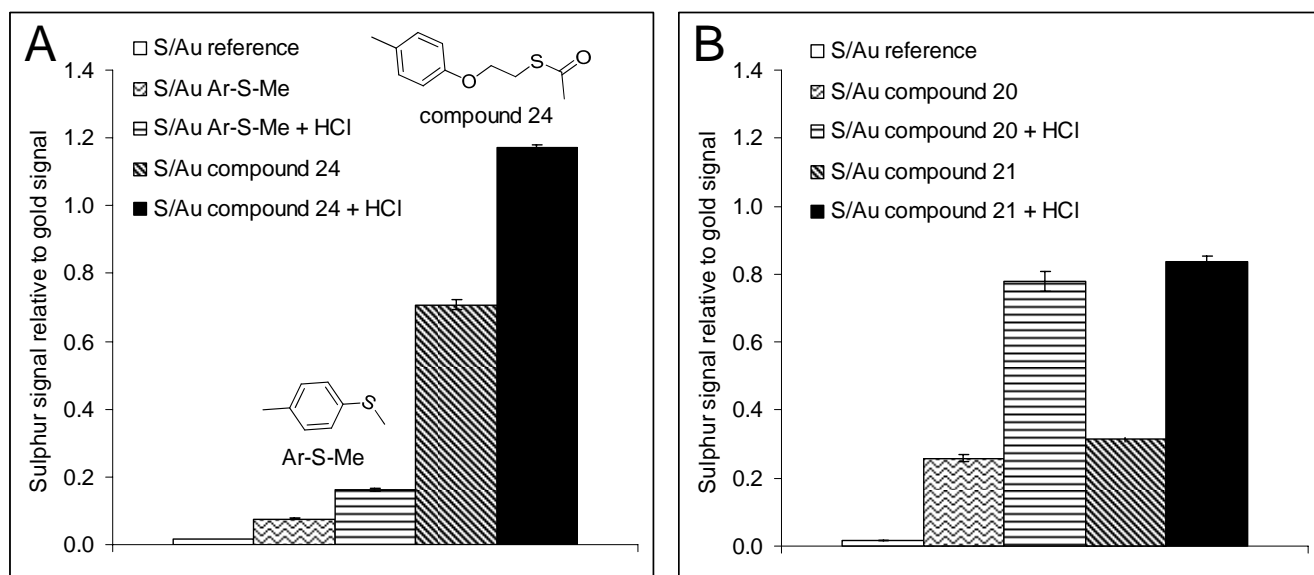 A
S/Au reference
S/Au Ar-S-Me
S/Au Ar-S-Me + HCl
S/Au compound 24
S/Au compound 24 + HCl
O
S
O
compound 24
S
Ar-S-Me
Sulphur signal relative to gold signal
1.4
1.2
1.0
0.8
0.6
0.4
0.2
0.0
B
S/Au reference
S/Au compound 20
S/Au compound 20 + HCl
S/Au compound 21
S/Au compound 21 + HCl
Sulphur signal relative to gold signal
1.4
1.2
1.0
0.8
0.6
0.4
0.2
0.0